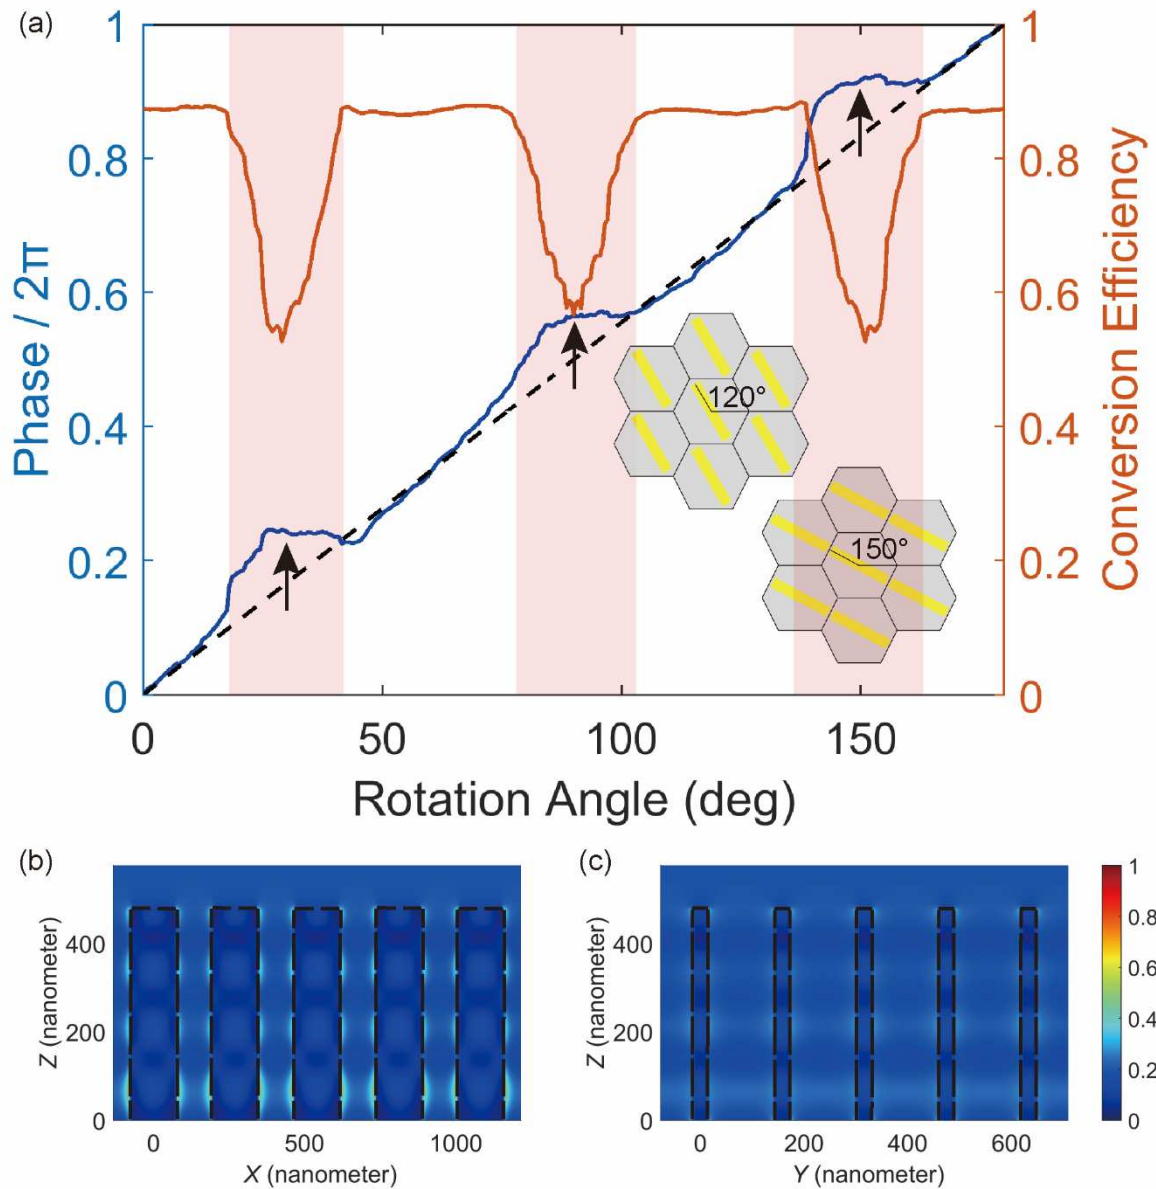 (a)
1
0.8
0.6
0.4
0.2
0
Phase / 2π
1
0.8
0.6
0.4
0.2
0
Conversion Efficiency
120°
150°
0 50 100 150
Rotation Angle (deg)
(b)
400
200
0
Z (nanometer)
0 500 1000
X (nanometer)
(c)
400
200
0
Z (nanometer)
0 200 400 600
Y (nanometer)
1
0.8
0.6
0.4
0.2
0